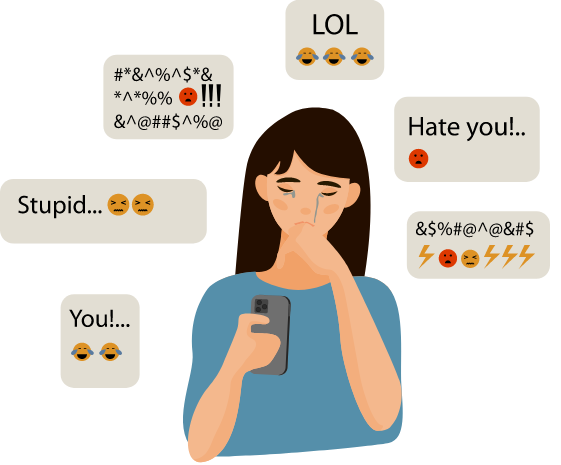 LOL
😂😂😂
#*&^%^$*&
*^*%% 😡!!!
&^@##$^%@
Hate you!..
😡
Stupid... 😖😖
&$%#@^@&#$
⚡😡😖⚡⚡⚡
You!...
😂😂